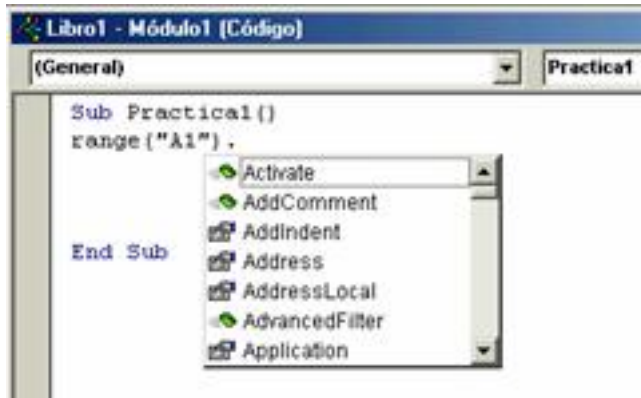 Libro1 - Módulo1 (Código)
(General) Practica1
Sub Practica1()
range("A1").
Activate
AddComment
AddIndent
Address
AddressLocal
AdvancedFilter
Application
End Sub